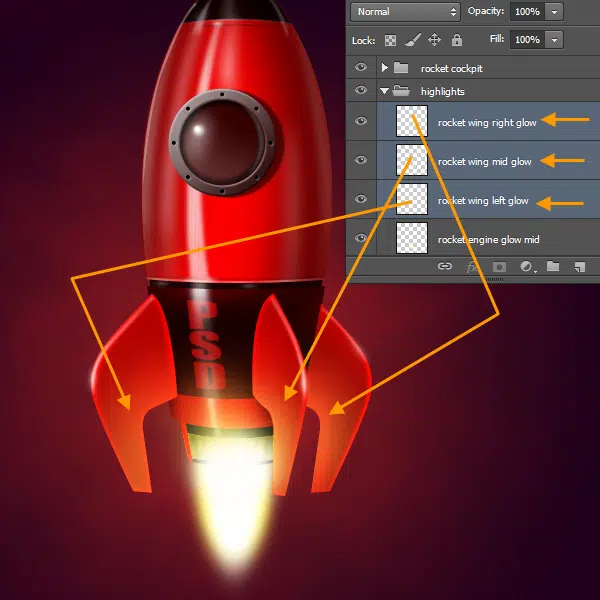 Normal Opacity: 100%
Lock: Fill: 100%
rocket cockpit
highlights
rocket wing right glow
rocket wing mid glow
rocket wing left glow
rocket engine glow mid
fx
PSD